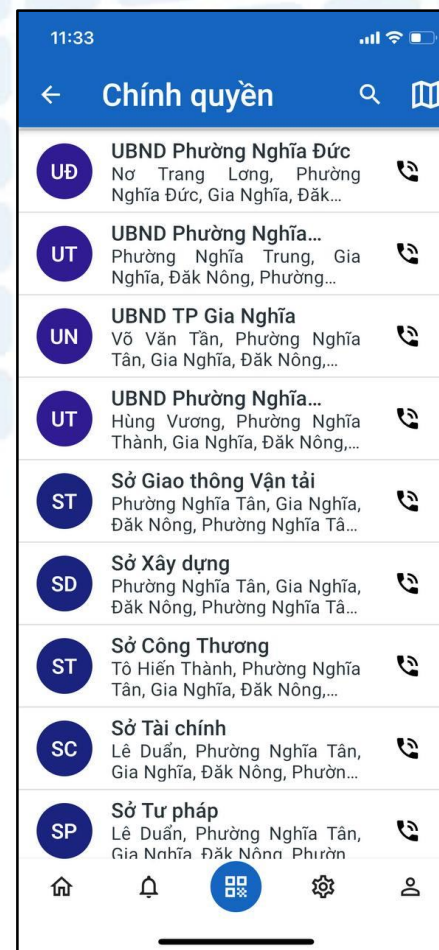 11:33
Chính quyền
UĐ
UBND Phường Nghĩa Đức
Nơ Trang Lơng, Phường
Nghĩa Đức, Gia Nghĩa, Đăk...
UT
UBND Phường Nghĩa...
Phường Nghĩa Trung, Gia
Nghĩa, Đăk Nông, Phường...
UN
UBND TP Gia Nghĩa
Võ Văn Tần, Phường Nghĩa
Tân, Gia Nghĩa, Đăk Nông,...
UT
UBND Phường Nghĩa...
Hùng Vương, Phường Nghĩa
Thành, Gia Nghĩa, Đăk Nông,...
ST
Sở Giao thông Vận tải
Phường Nghĩa Tân, Gia Nghĩa,
Đăk Nông, Phường Nghĩa Tâ...
SD
Sở Xây dựng
Phường Nghĩa Tân, Gia Nghĩa,
Đăk Nông, Phường Nghĩa Tâ...
ST
Sở Công Thương
Tô Hiến Thành, Phường Nghĩa
Tân, Gia Nghĩa, Đăk Nông,...
SC
Sở Tài chính
Lê Duẩn, Phường Nghĩa Tân,
Gia Nghĩa, Đăk Nông, Phườn...
SP
Sở Tư pháp
Lê Duẩn, Phường Nghĩa Tân,
Gia Nghĩa, Đăk Nông, Phườn